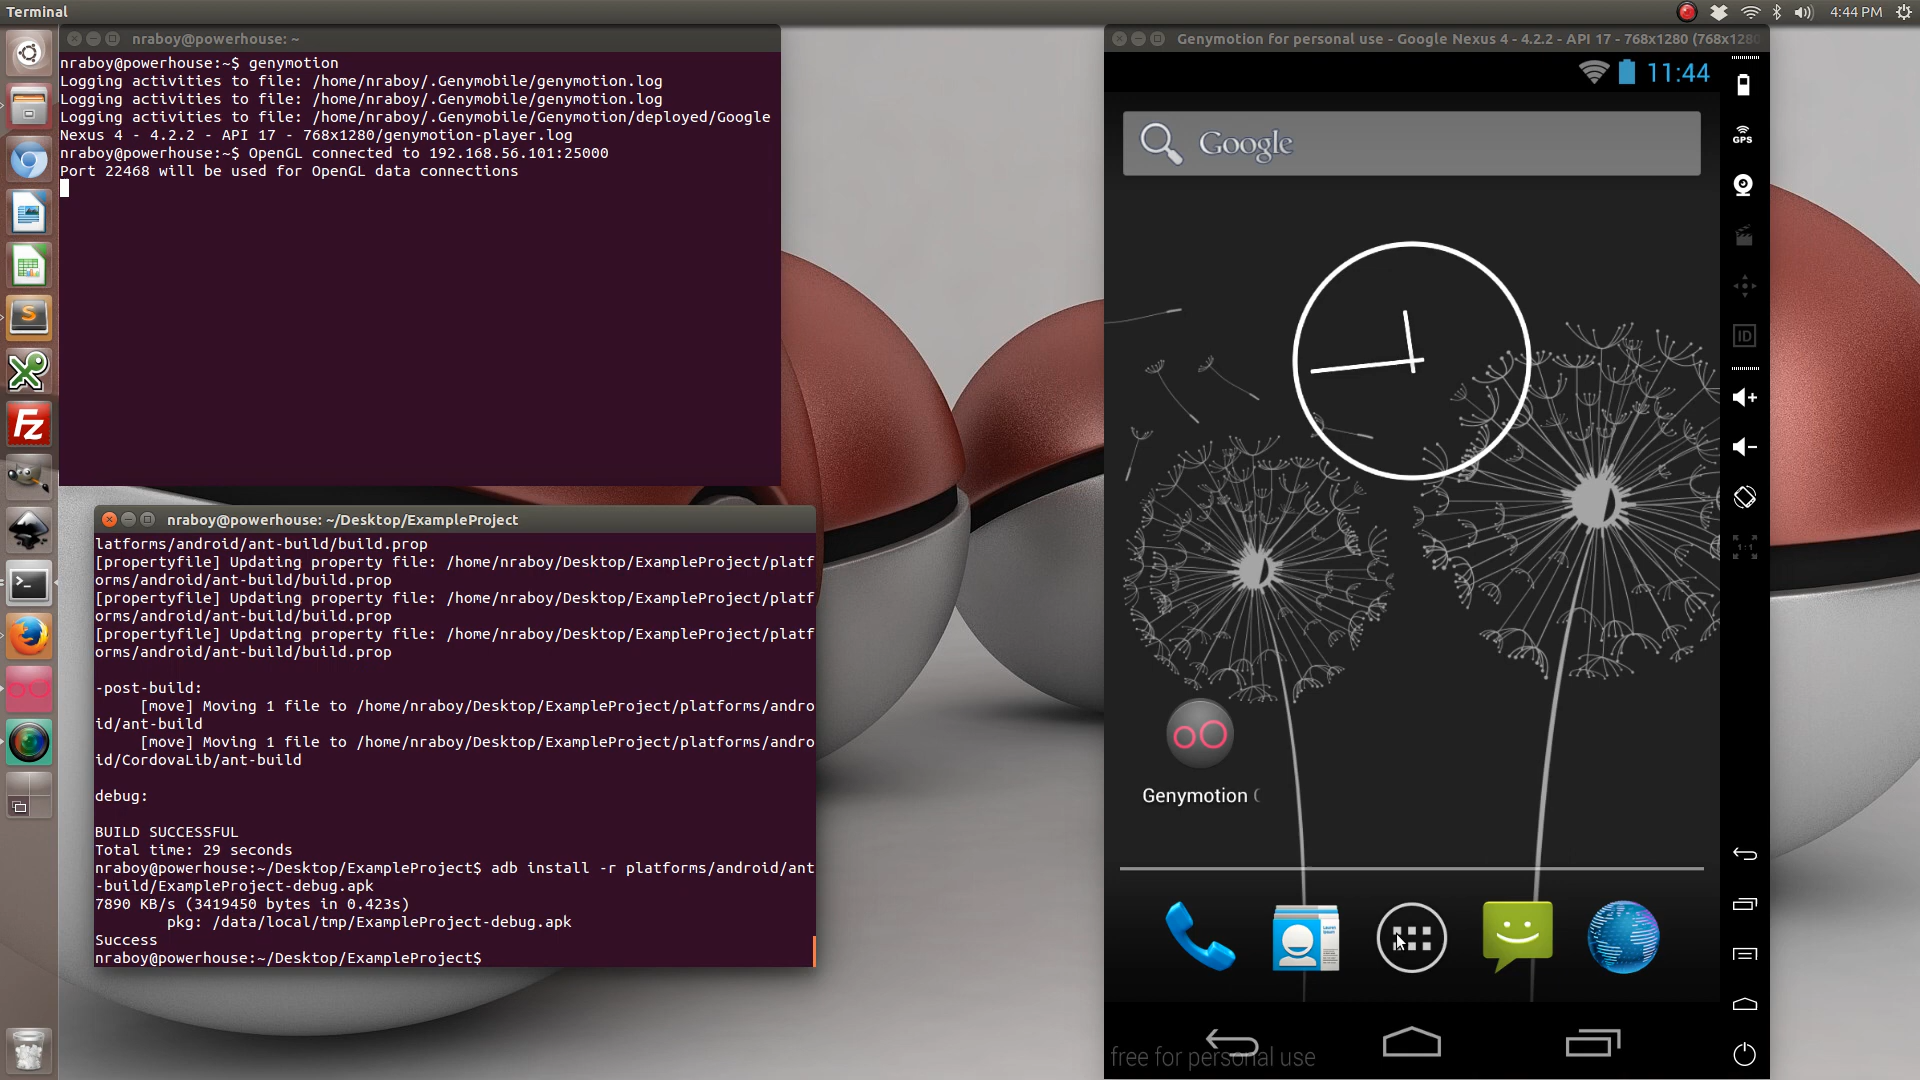 Terminal
4:44 PM
nraboy@powerhouse: ~
nraboy@powerhouse:~$ genymotion
Logging activities to file: /home/nraboy/.Genymobile/genymotion.log
Logging activities to file: /home/nraboy/.Genymobile/genymotion.log
Logging activities to file: /home/nraboy/.Genymobile/Genymotion/deployed/Google
Nexus 4 - 4.2.2 - API 17 - 768x1280/genymotion-player.log
nraboy@powerhouse:~$ OpenGL connected to 192.168.56.101:25000
Port 22468 will be used for OpenGL data connections
nraboy@powerhouse: ~/Desktop/ExampleProject
latforms/android/ant-build/build.prop
[propertyfile] Updating property file: /home/nraboy/Desktop/ExampleProject/platf
orms/android/ant-build/build.prop
[propertyfile] Updating property file: /home/nraboy/Desktop/ExampleProject/platf
orms/android/ant-build/build.prop
[propertyfile] Updating property file: /home/nraboy/Desktop/ExampleProject/platf
orms/android/ant-build/build.prop
-post-build:
[move] Moving 1 file to /home/nraboy/Desktop/ExampleProject/platforms/andro
id/ant-build
[move] Moving 1 file to /home/nraboy/Desktop/ExampleProject/platforms/andro
id/CordovaLib/ant-build
debug:
BUILD SUCCESSFUL
Total time: 29 seconds
nraboy@powerhouse:~/Desktop/ExampleProject$ adb install -r platforms/android/ant
-build/ExampleProject-debug.apk
7890 KB/s (3419450 bytes in 0.423s)
pkg: /data/local/tmp/ExampleProject-debug.apk
Success
nraboy@powerhouse:~/Desktop/ExampleProject$
Genymotion for personal use - Google Nexus 4 - 4.2.2 - API 17 - 768x1280 (768x1280
11:44
Google
GPS
ID
1:1
Genymotion
free for personal use